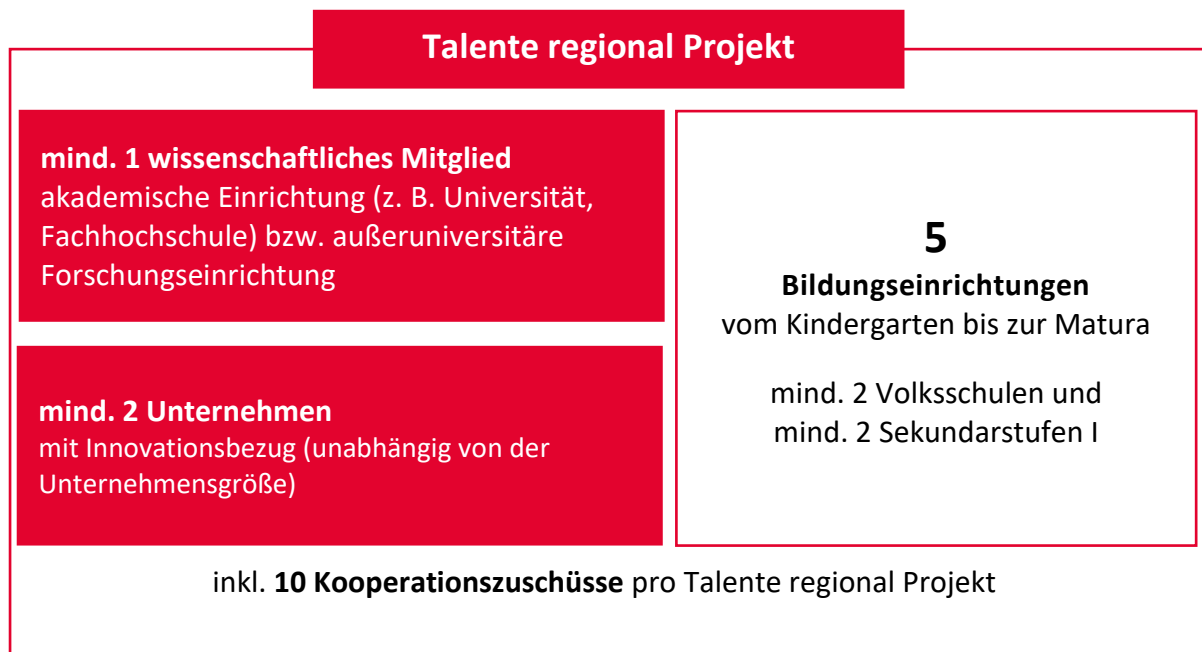 Talente regional Projekt
mind. 1 wissenschaftliches Mitglied
akademische Einrichtung (z. B. Universität,
Fachhochschule) bzw. außeruniversitäre
Forschungseinrichtung
mind. 2 Unternehmen
mit Innovationsbezug (unabhängig von der
Unternehmensgröße)
5
Bildungseinrichtungen
vom Kindergarten bis zur Matura
mind. 2 Volksschulen und
mind. 2 Sekundarstufen I
inkl. 10 Kooperationszuschüsse pro Talente regional Projekt